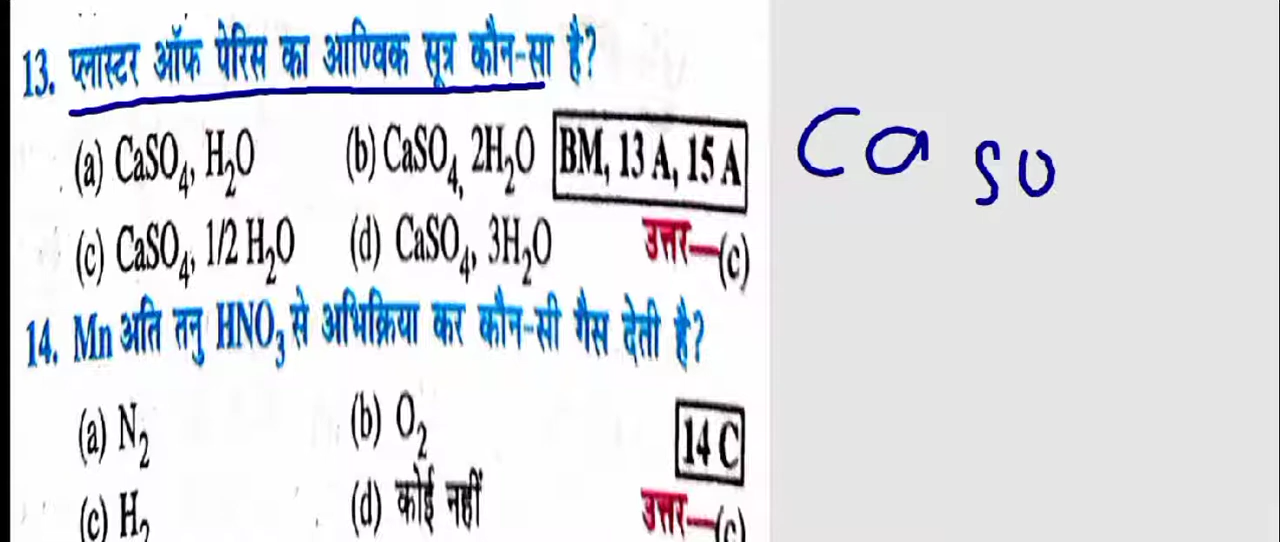 13. प्लास्टर ऑफ पेरिस का आण्विक सूत्र कौन-सा है?
(a) CaSO₄, H₂O (b) CaSO₄, 2H₂O BM, 13 A, 15 A
(c) CaSO₄, 1/2 H₂O (d) CaSO₄, 3H₂O उत्तर—(c)
14. Mn अति तनु HNO₃ से अभिक्रिया कर कौन-सी गैस देती है?
(a) N₂ (b) O₂ 14 C
(c) H₂ (d) कोई नहीं उत्तर—(c)
Ca so